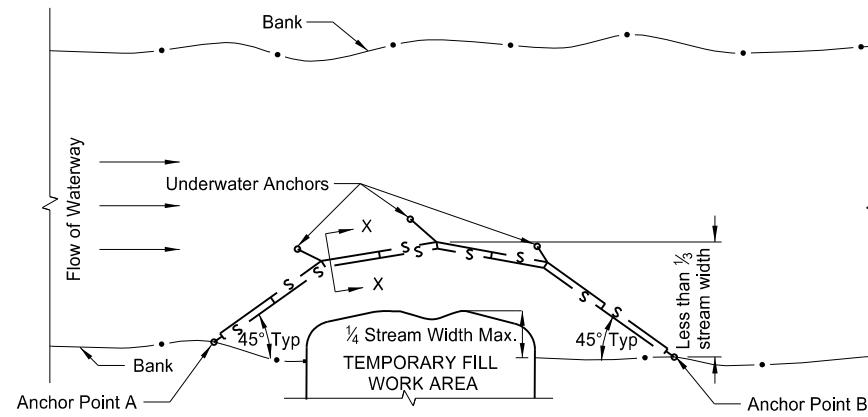 Bank
Flow of Waterway
Underwater Anchors
X
S
S
S
S
X
Less than ⅓
stream width
S
S
S
S
45° Typ
¼ Stream Width Max.
45° Typ
Bank
TEMPORARY FILL
WORK AREA
Anchor Point A
Anchor Point B